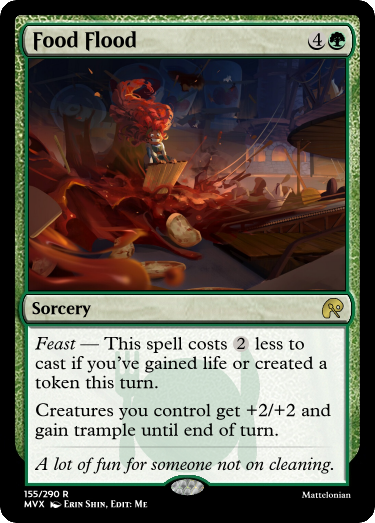 Food Flood 4
Sorcery
Feast — This spell costs 2 less to
cast if you've gained life or created a
token this turn.
Creatures you control get +2/+2 and
gain trample until end of turn.
A lot of fun for someone not on cleaning.
155/290 R
MVX Erin Shin, Edit: Me Mattelonian